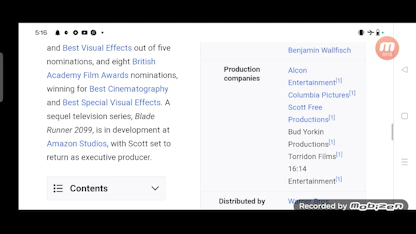 5:16
and Best Visual Effects out of five
nominations, and eight British
Academy Film Awards nominations,
winning for Best Cinematography
and Best Special Visual Effects. A
sequel television series, Blade
Runner 2099, is in development at
Amazon Studios, with Scott set to
return as executive producer.
Contents
Benjamin Wallfisch
Production
companies
Alcon
Entertainment[1]
Columbia Pictures[1]
Scott Free
Productions[1]
Bud Yorkin
Productions[1]
Torridon Films[1]
16:14
Entertainment[1]
Distributed by
Recorded by
MOBIZEN